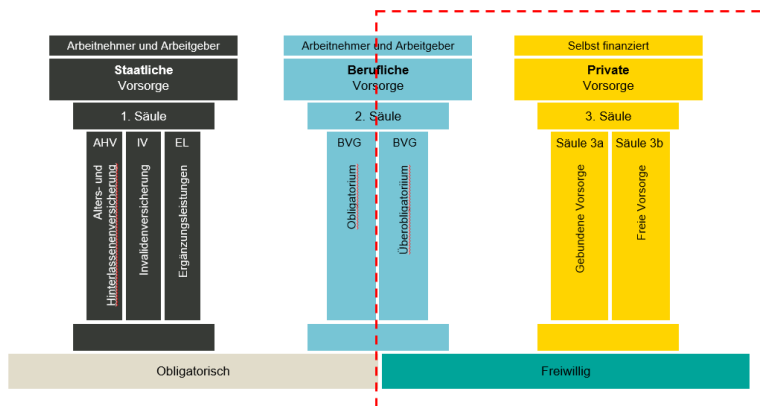 Arbeitnehmer und Arbeitgeber
Staatliche
Vorsorge
1. Säule
AHV
IV
EL
Alters- und
Hinterlassenenversicherung
Invalidenversicherung
Ergänzungsleistungen
Arbeitnehmer und Arbeitgeber
Berufliche
Vorsorge
2. Säule
BVG
BVG
Obligatorium
Überobligatoriium
Selbst finanziert
Private
Vorsorge
3. Säule
Säule 3a
Säule 3b
Gebundene Vorsorge
Freie Vorsorge
Obligatorisch
Freiwillig